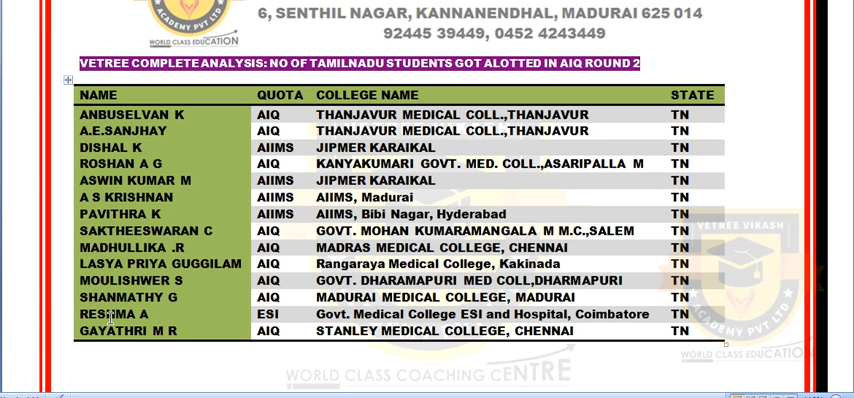 ACADEMY PVT LTD
WORLD CLASS EDUCATION
6, SENTHIL NAGAR, KANNANENDHAL, MADURAI 625 014
92445 39449, 0452 4243449
VETREE COMPLETE ANALYSIS: NO OF TAMILNADU STUDENTS GOT ALOTTED IN AIQ ROUND 2
NAME QUOTA COLLEGE NAME STATE
ANBUSELVAN K AIQ THANJAVUR MEDICAL COLL.,THANJAVUR TN
A.E.SANJHAY AIQ THANJAVUR MEDICAL COLL.,THANJAVUR TN
DISHAL K AIIMS JIPMER KARAIKAL TN
ROSHAN A G AIQ KANYAKUMARI GOVT. MED. COLL.,ASARIPALLA M TN
ASWIN KUMAR M AIIMS JIPMER KARAIKAL TN
A S KRISHNAN AIIMS AIIMS, Madurai TN
PAVITHRA K AIIMS AIIMS, Bibi Nagar, Hyderabad TN
SAKTHEESWARAN C AIQ GOVT. MOHAN KUMARAMANGALA M M.C.,SALEM TN
MADHULLIKA .R AIQ MADRAS MEDICAL COLLEGE, CHENNAI TN
LASYA PRIYA GUGGILAM AIQ Rangaraya Medical College, Kakinada TN
MOULISHWER S AIQ GOVT. DHARAMAPURI MED COLL,DHARMAPURI TN
SHANMATHY G AIQ MADURAI MEDICAL COLLEGE, MADURAI TN
A ESI Govt. Medical College ESI and Hospital, Coimbatore TN
GAYATHRI M R AIQ STANLEY MEDICAL COLLEGE, CHENNAI TN
VETREE VIKASH
ACADEMY PVT LTD
WORLD CLASS EDUCATION
WORLD CLASS COACHING CENTRE